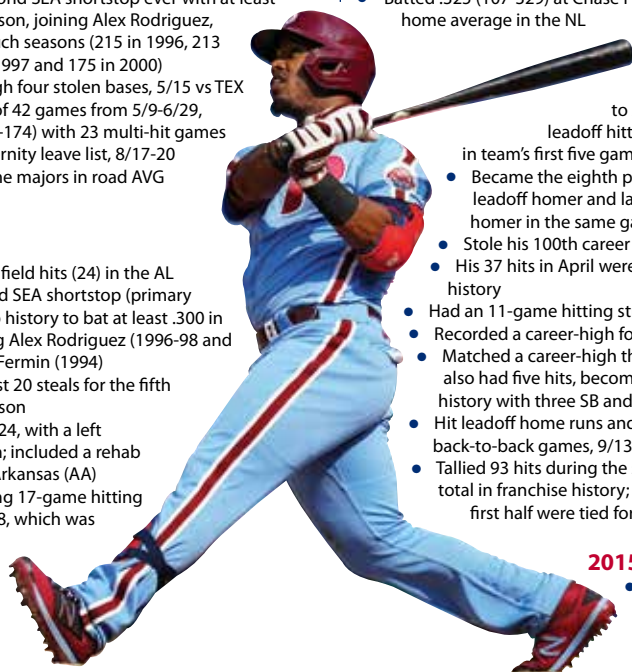 ond SEA shortstop ever with at least
son, joining Alex Rodriguez,
ch seasons (215 in 1996, 213
1997 and 175 in 2000)
gh four stolen bases, 5/15 vs TEX
of 42 games from 5/9-6/29,
-174) with 23 multi-hit games
rnity leave list, 8/17-20
he majors in road AVG
field hits (24) in the AL
d SEA shortstop (primary
history to bat at least .300 in
g Alex Rodriguez (1996-98 and
Fermin (1994)
st 20 steals for the fifth
son
24, with a left
; included a rehab
Arkansas (AA)
ng 17-game hitting
8, which was
home average in the NL
to
leadoff hitt
in team's first five gam
• Became the eighth p
leadoff homer and la
homer in the same ga
• Stole his 100th career
• His 37 hits in April were
history
• Had an 11-game hitting st
• Recorded a career-high fo
• Matched a career-high th
also had five hits, becom
history with three SB and
• Hit leadoff home runs and
back-to-back games, 9/13
• Tallied 93 hits during the
total in franchise history;
first half were tied for
2015
•